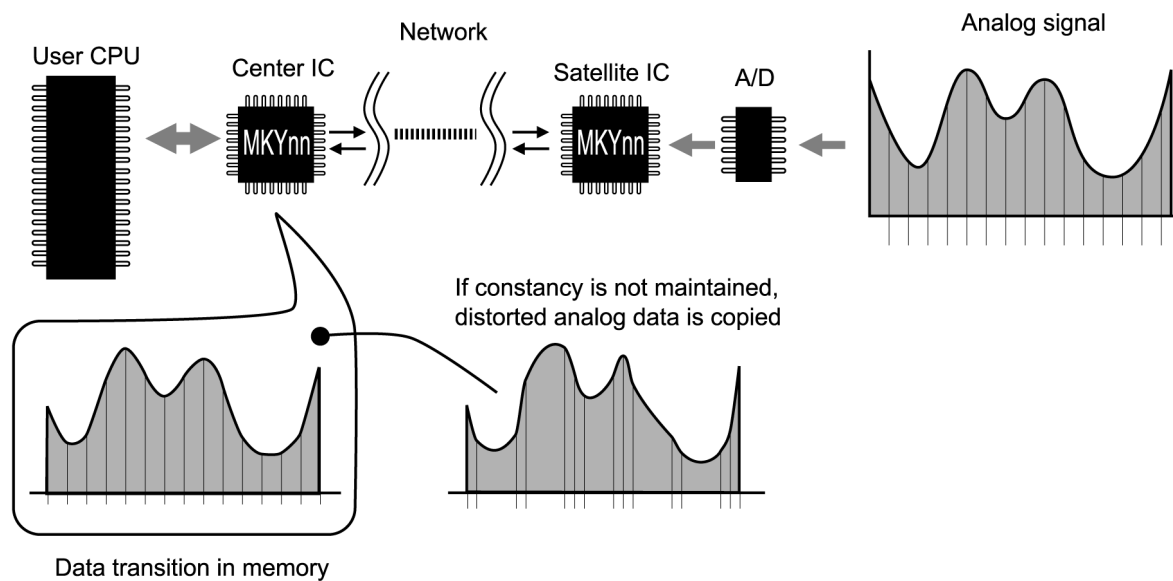 Analog signal
Network
User CPU
Center IC
Satellite IC
A/D
MKYnn
MKYnn
If constancy is not maintained,
distorted analog data is copied
Data transition in memory